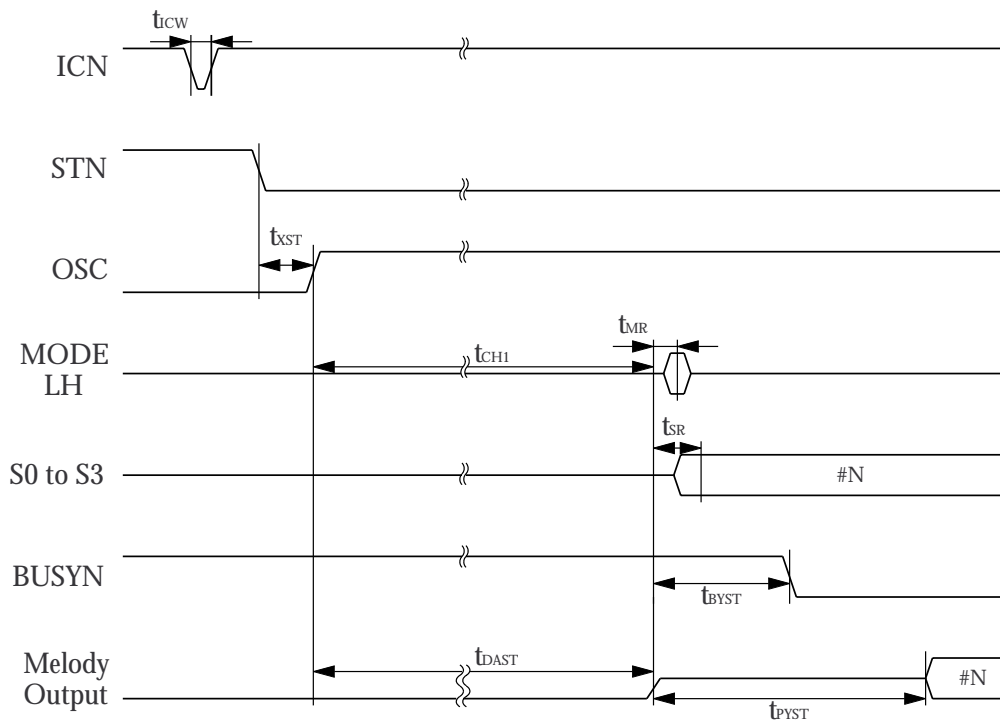 tICW
ICN
STN
tXST
OSC
tMR
MODE
LH
tCH1
tSR
S0 to S3
#N
BUSYN
tBYST
Melody
Output
tDAST
#N
tPYST